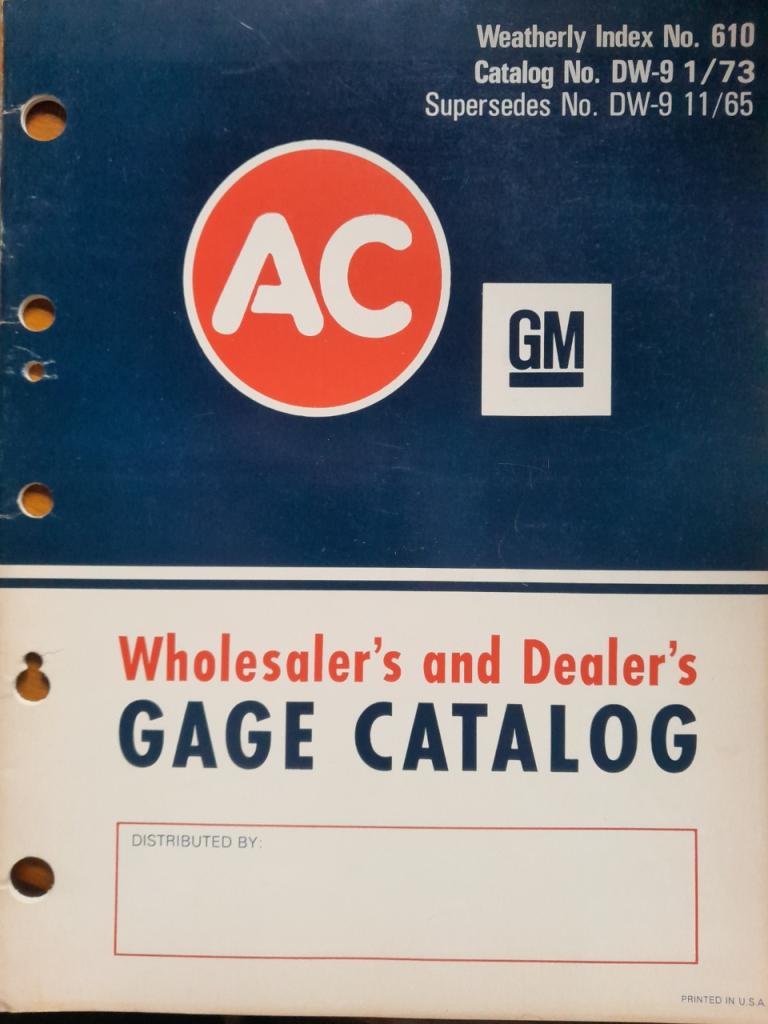 Weatherly Index No. 610
Catalog No. DW-9 1/73
Supersedes No. DW-9 11/65
AC
GM
Wholesaler's and Dealer's
GAGE CATALOG
DISTRIBUTED BY:
PRINTED IN U.S.A.